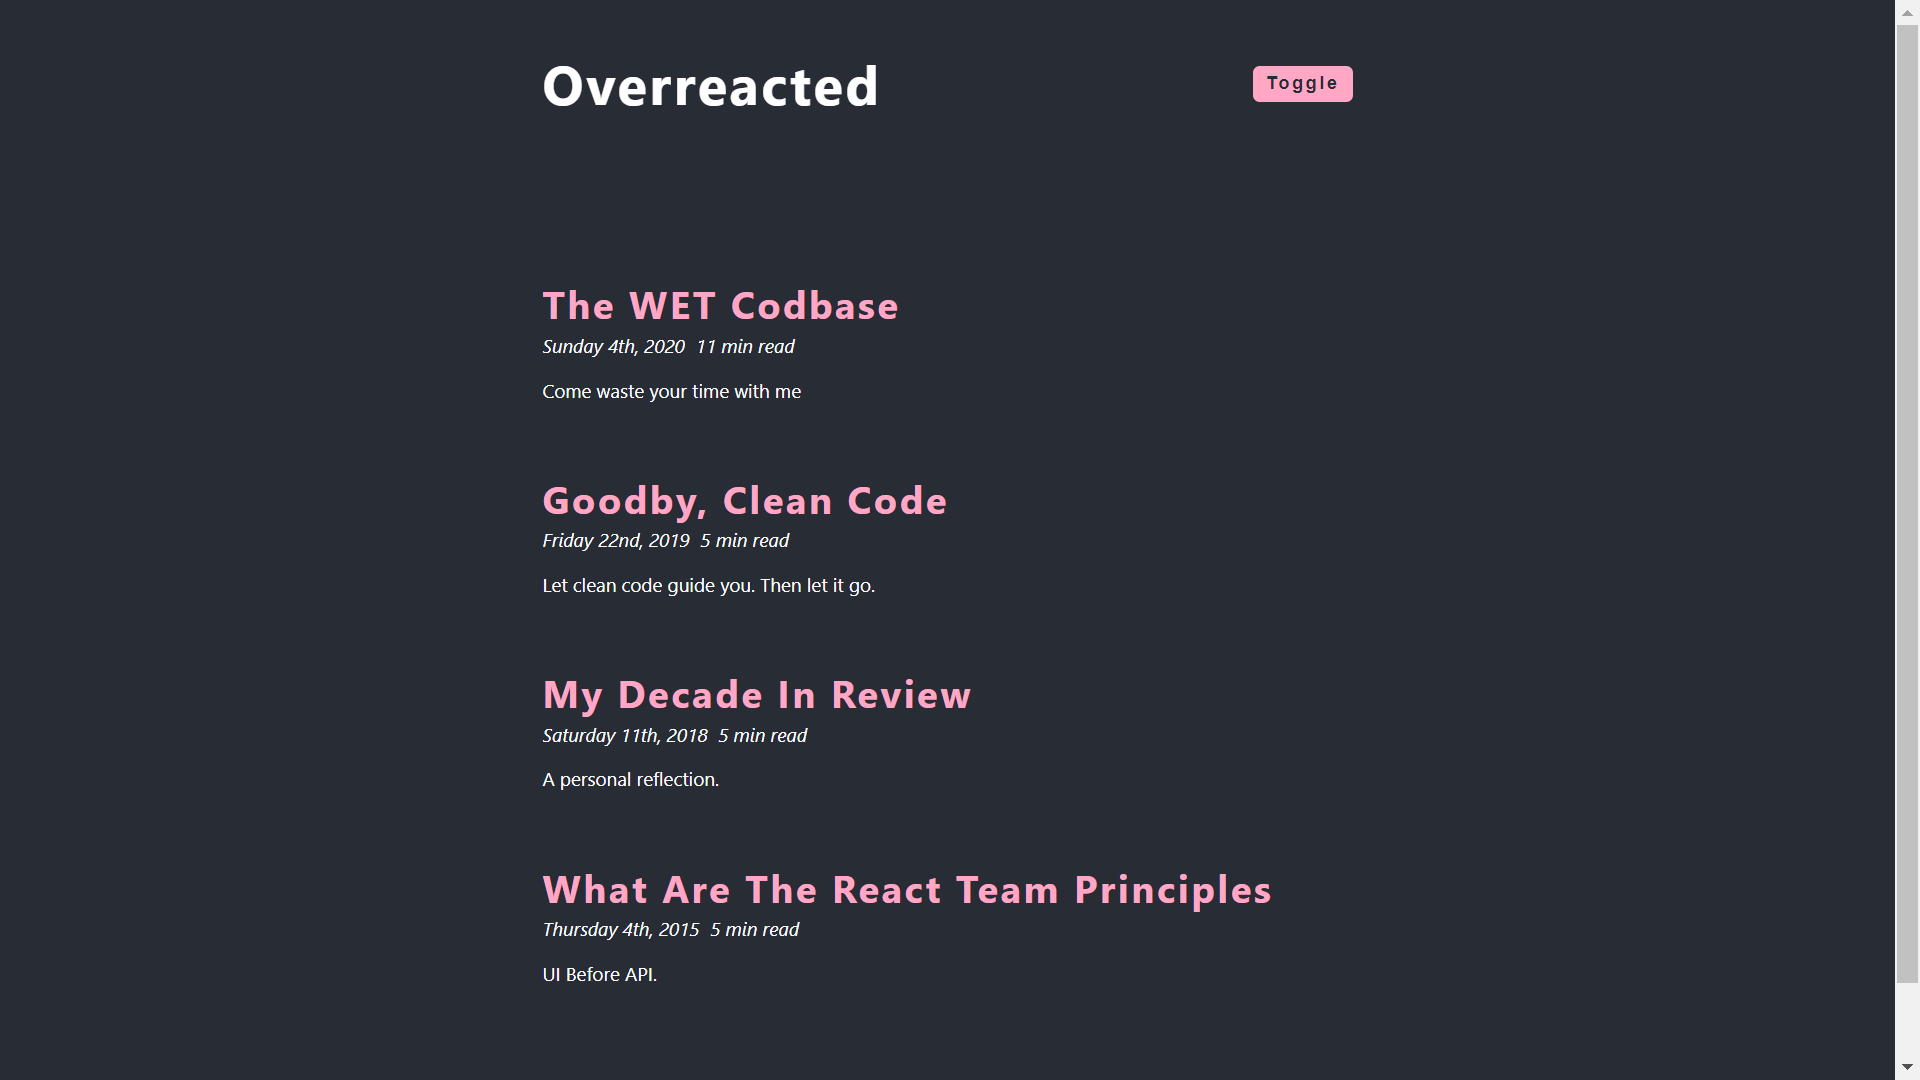 Overreacted
Toggle
The WET Codbase
Sunday 4th, 2020 11 min read
Come waste your time with me
Goodby, Clean Code
Friday 22nd, 2019 5 min read
Let clean code guide you. Then let it go.
My Decade In Review
Saturday 11th, 2018 5 min read
A personal reflection.
What Are The React Team Principles
Thursday 4th, 2015 5 min read
UI Before API.